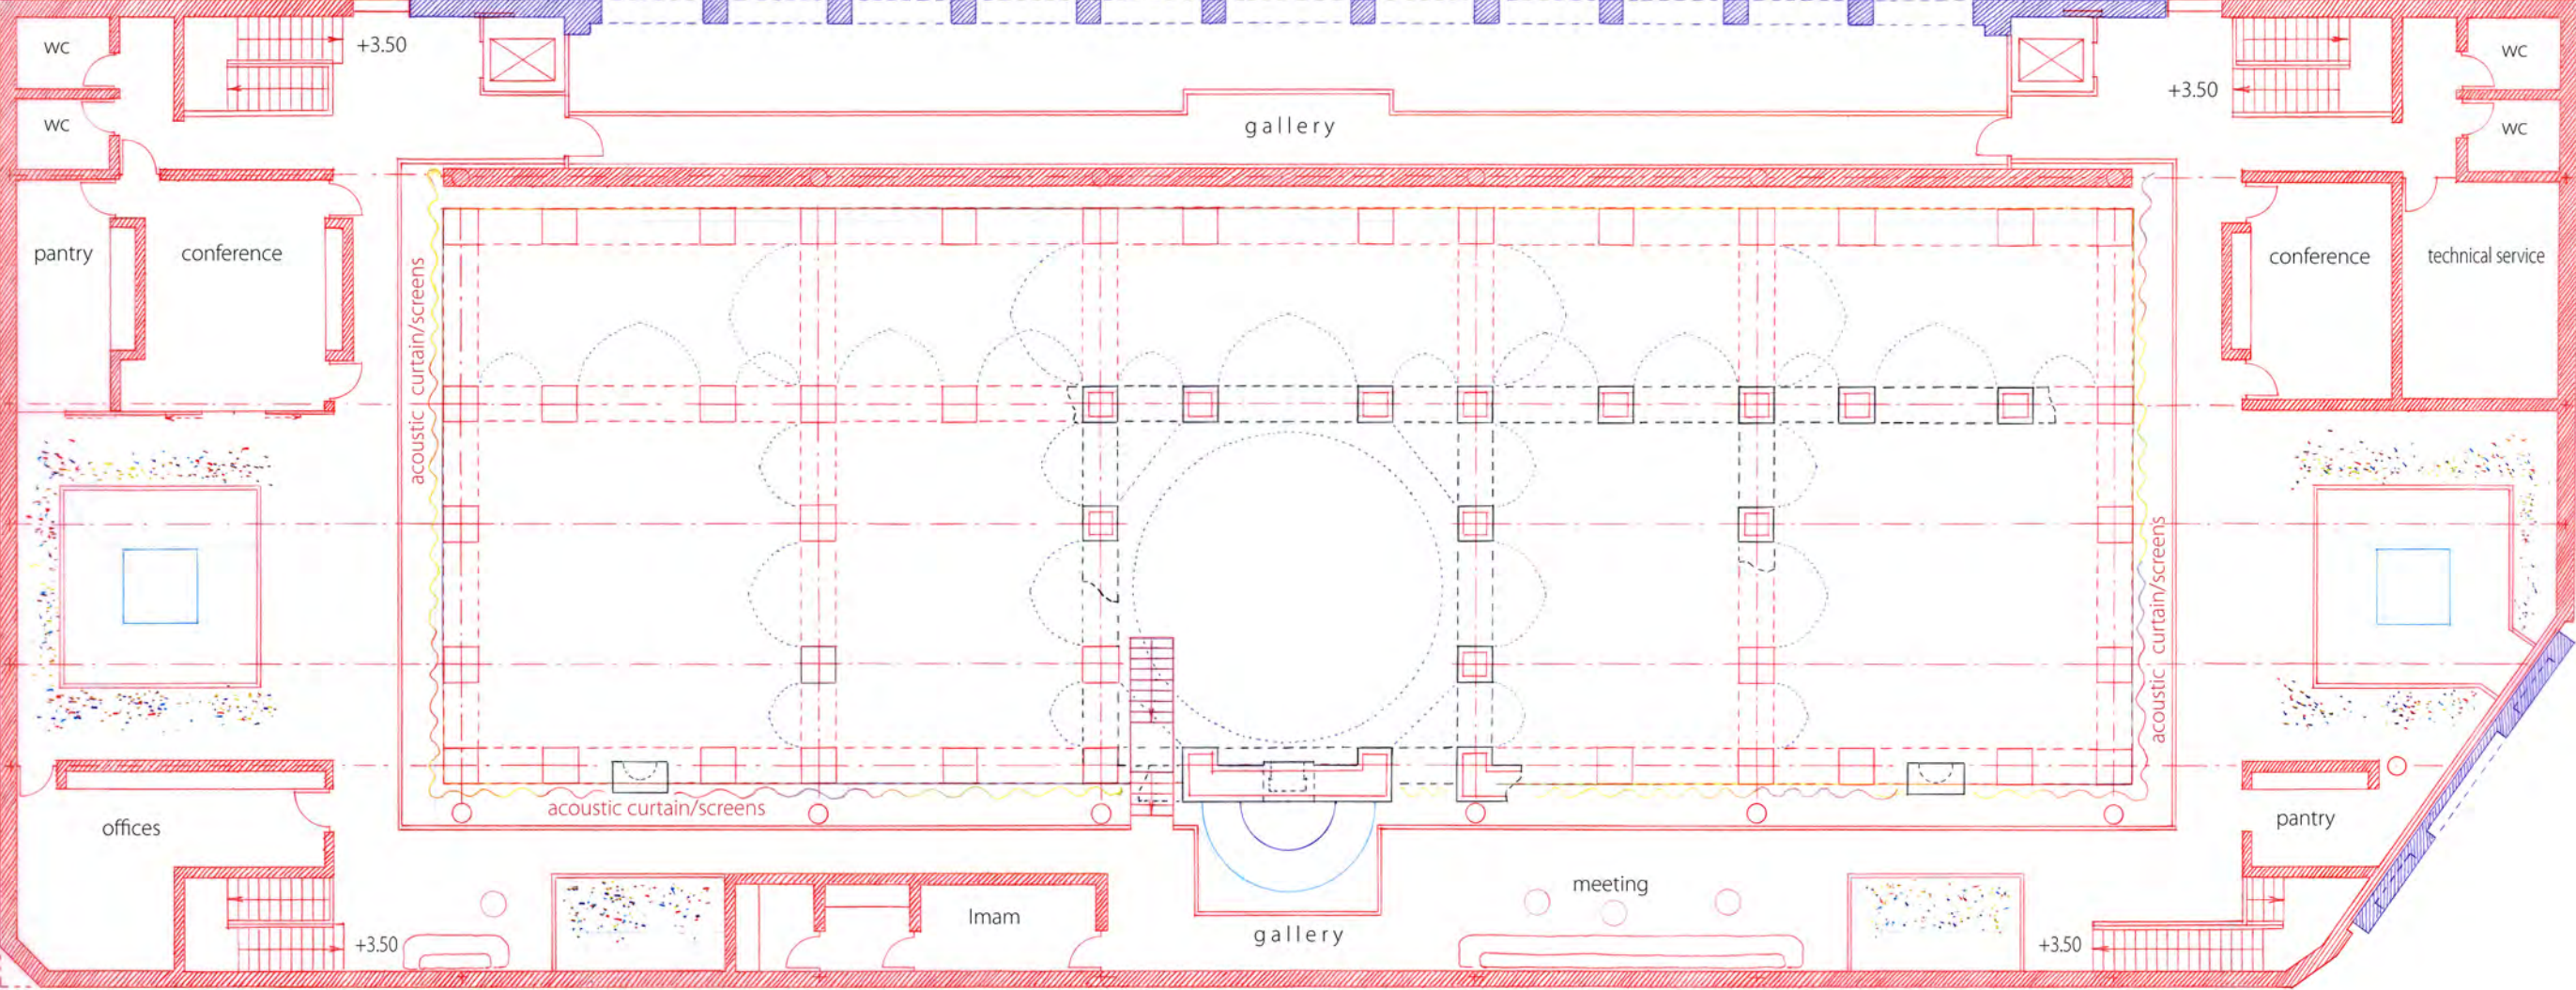 wc
+3.50
wc
+3.50
wc
wc
gallery
pantry
conference
acoustic curtain/screens
conference
technical service
acoustic curtain/screens
acoustic curtain/screens
offices
pantry
meeting
Imam
gallery
+3.50
+3.50